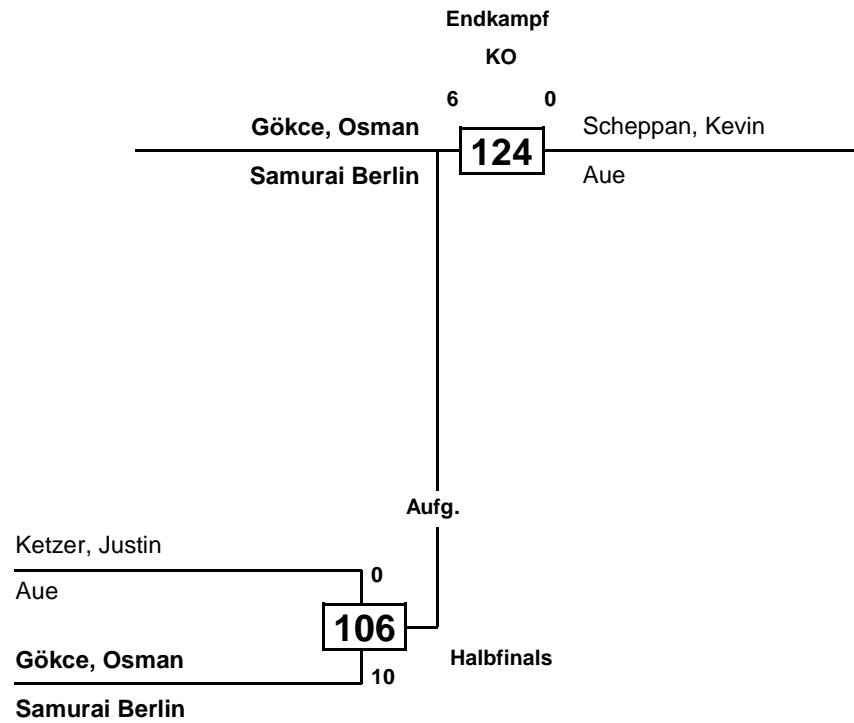 Endkampf
KO
6 0
Gökce, Osman 124 Scheppan, Kevin
Samurai Berlin Aue
Aufg.
Ketzer, Justin
0
Aue
106
Gökce, Osman Halbfinals
10
Samurai Berlin